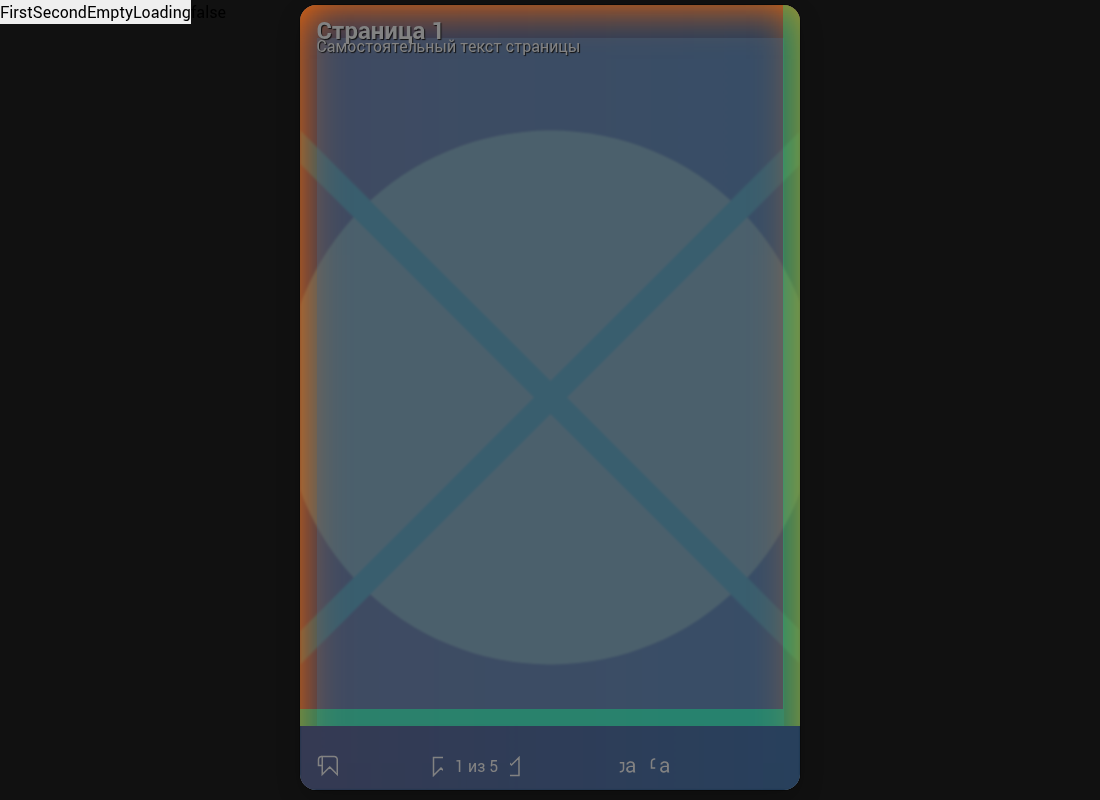 FirstSecondEmptyLoadingfalse
Страница 1
Самостоятельный текст страницы
1 из 5